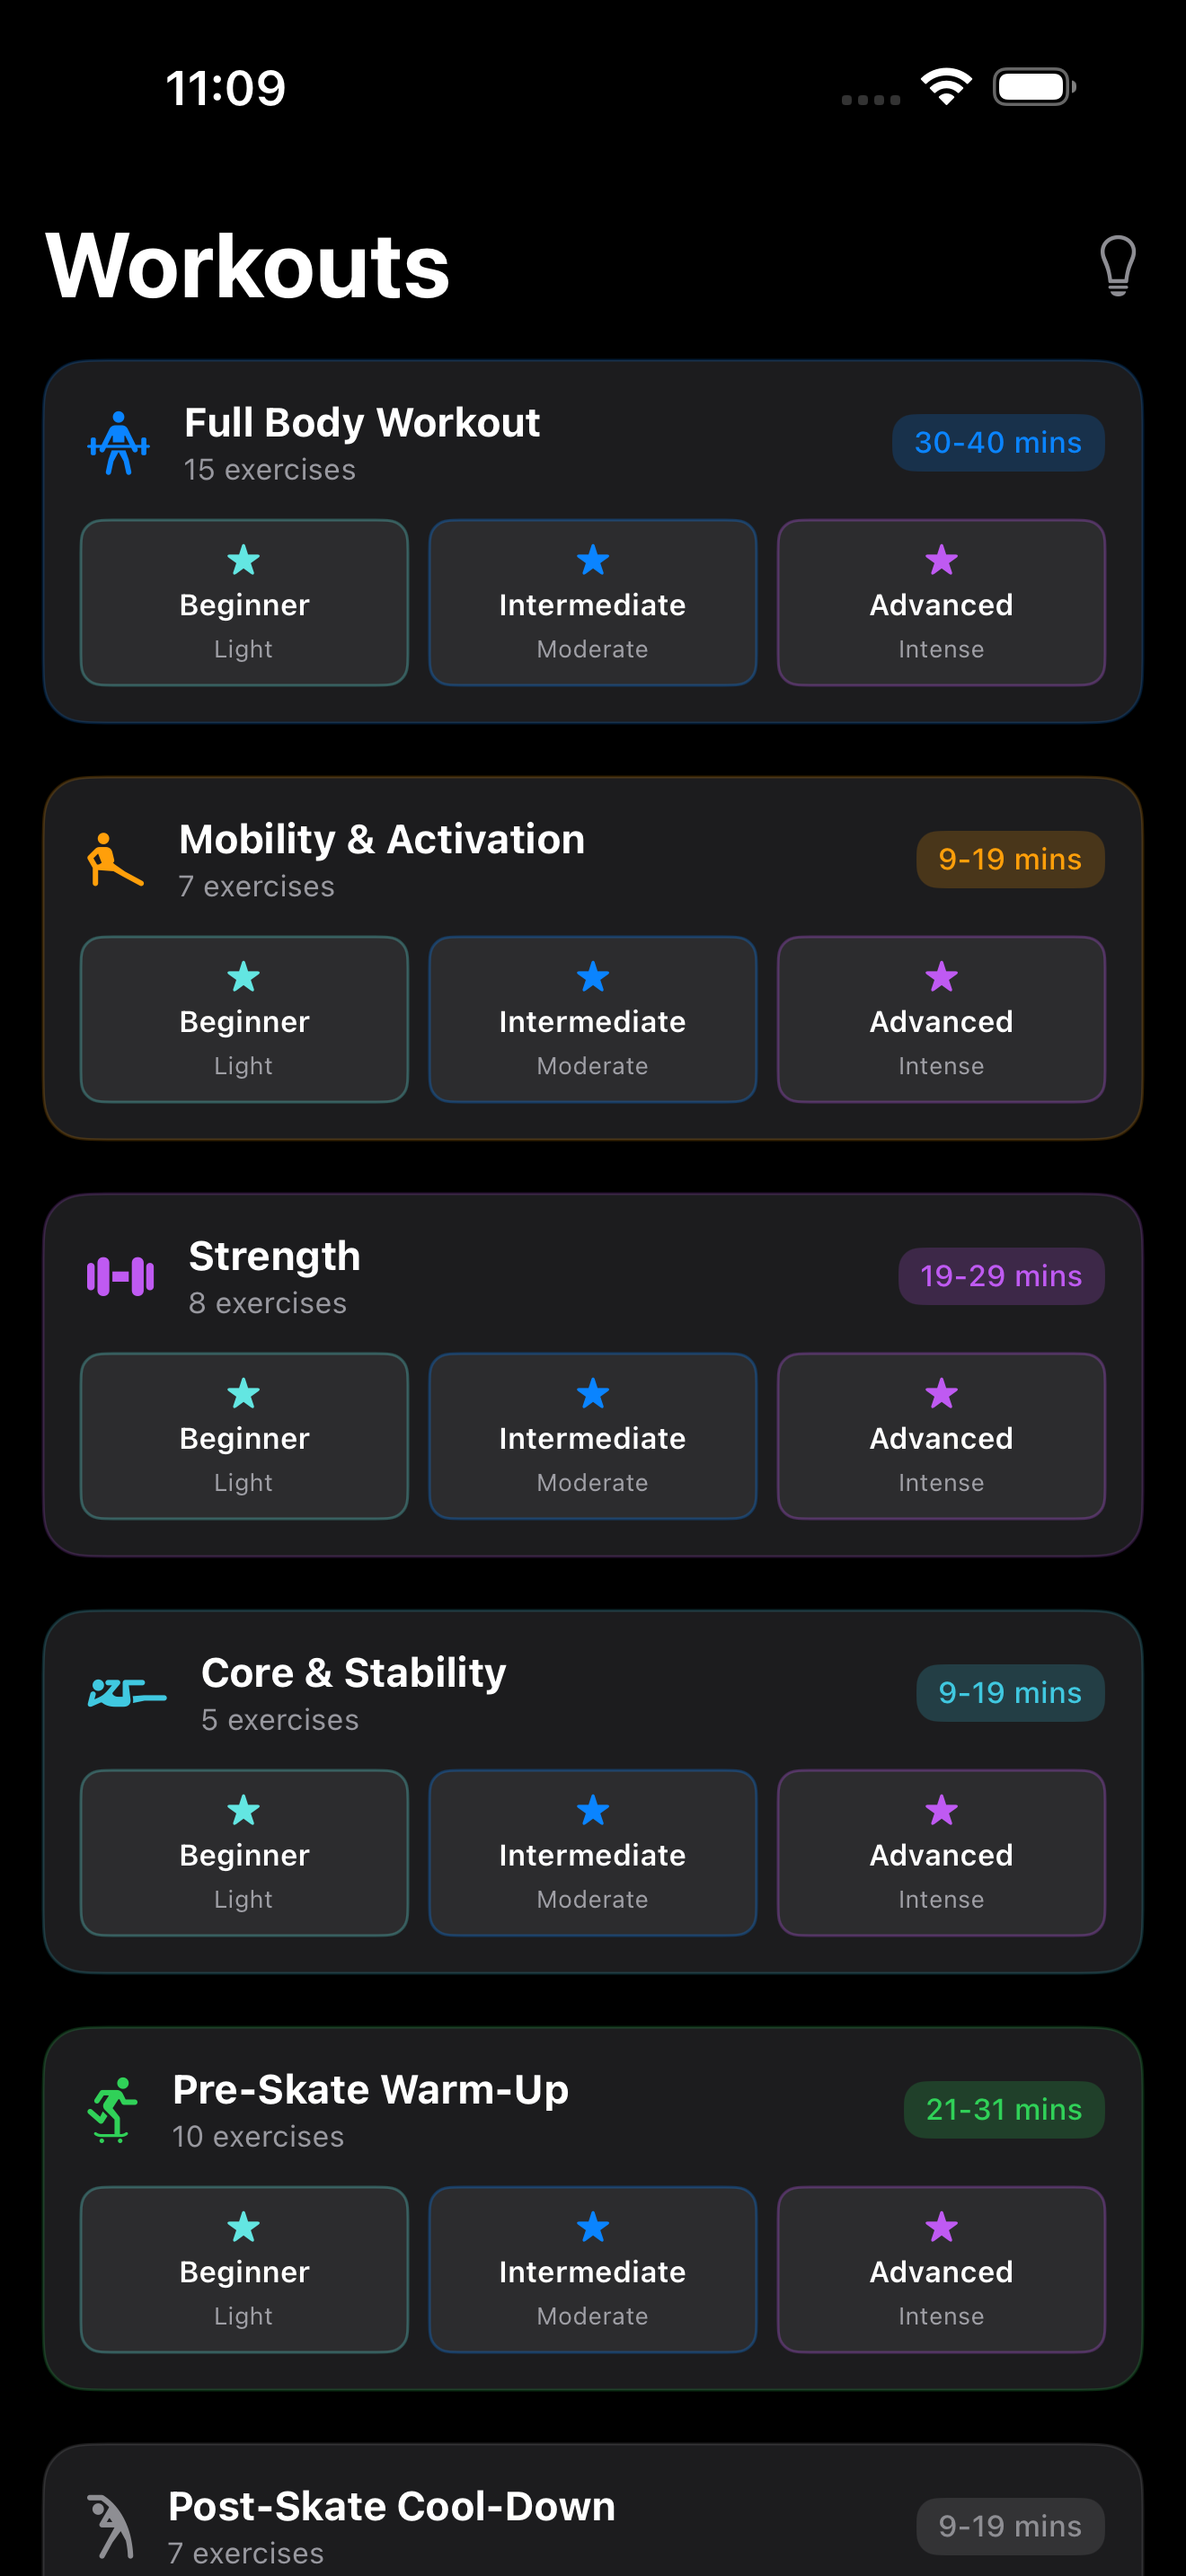 11:09
Workouts
Full Body Workout
15 exercises
30-40 mins
Beginner
Light
Intermediate
Moderate
Advanced
Intense
Mobility & Activation
7 exercises
9-19 mins
Beginner
Light
Intermediate
Moderate
Advanced
Intense
Strength
8 exercises
19-29 mins
Beginner
Light
Intermediate
Moderate
Advanced
Intense
Core & Stability
5 exercises
9-19 mins
Beginner
Light
Intermediate
Moderate
Advanced
Intense
Pre-Skate Warm-Up
10 exercises
21-31 mins
Beginner
Light
Intermediate
Moderate
Advanced
Intense
Post-Skate Cool-Down
7 exercises
9-19 mins